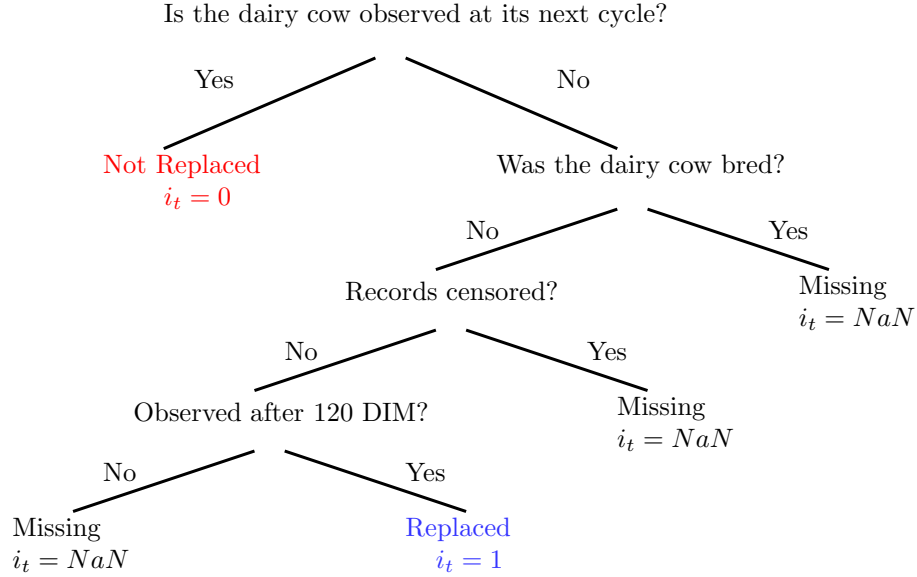 Is the dairy cow observed at its next cycle?
Yes
No
Not Replaced
i_t = 0
Was the dairy cow bred?
No
Yes
Records censored?
Missing
i_t = NaN
No
Yes
Observed after 120 DIM?
Missing
i_t = NaN
No
Yes
Missing
i_t = NaN
Replaced
i_t = 1